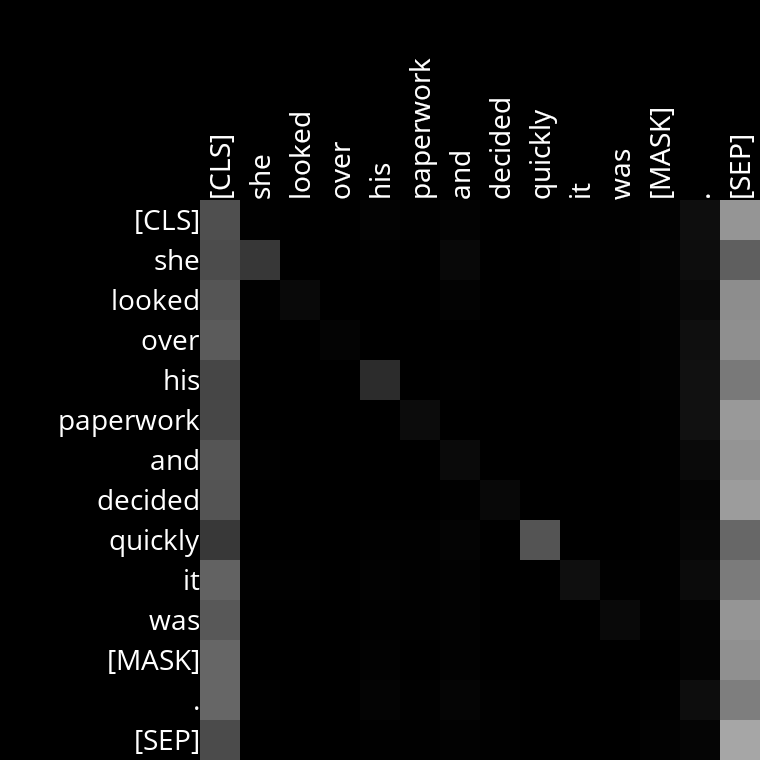 [CLS] she looked over his paperwork and decided quickly it was [MASK] . [SEP]
[CLS]
she
looked
over
his
paperwork
and
decided
quickly
it
was
[MASK]
.
[SEP]